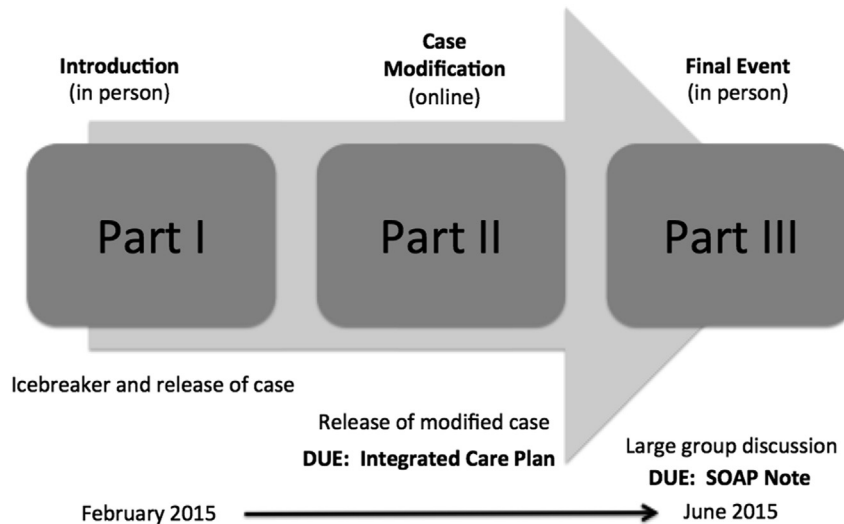 Introduction
(in person)
Case
Modification
(online)
Final Event
(in person)
Part I
Part II
Part III
Icebreaker and release of case
Release of modified case
DUE:  Integrated Care Plan
Large group discussion
DUE:  SOAP Note
February 2015
June 2015